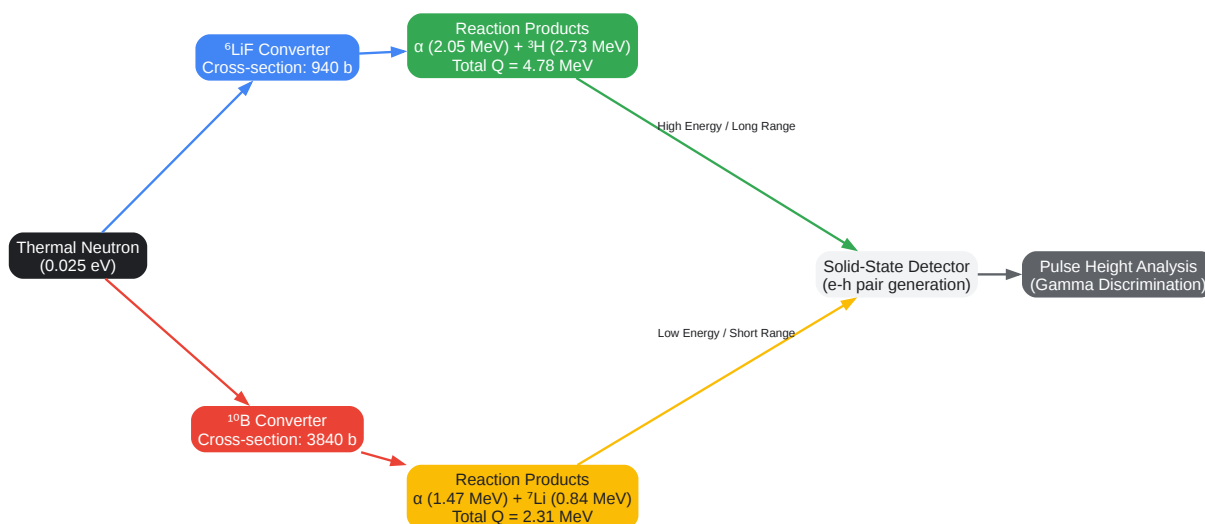 ⁶LiF Converter
Cross-section: 940 b
Reaction Products
α (2.05 MeV) + ³H (2.73 MeV)
Total Q = 4.78 MeV
High Energy / Long Range
Thermal Neutron
(0.025 eV)
Solid-State Detector
(e-h pair generation)
Pulse Height Analysis
(Gamma Discrimination)
Low Energy / Short Range
¹⁰B Converter
Cross-section: 3840 b
Reaction Products
α (1.47 MeV) + ⁷Li (0.84 MeV)
Total Q = 2.31 MeV